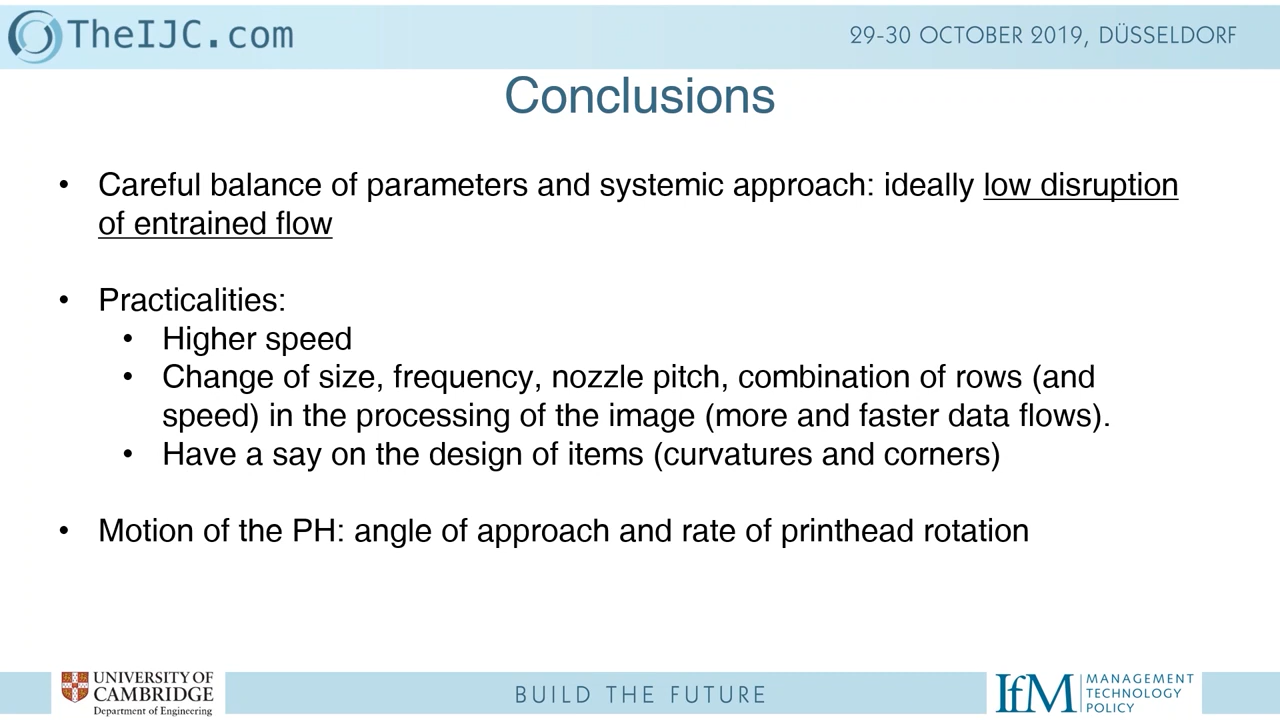 TheIJC.com
29-30 OCTOBER 2019, DÜSSELDORF
Conclusions
• Careful balance of parameters and systemic approach: ideally low disruption
of entrained flow
• Practicalities:
• Higher speed
• Change of size, frequency, nozzle pitch, combination of rows (and
speed) in the processing of the image (more and faster data flows).
• Have a say on the design of items (curvatures and corners)
• Motion of the PH: angle of approach and rate of printhead rotation
UNIVERSITY OF
CAMBRIDGE
Department of Engineering
BUILD THE FUTURE
IfM
MANAGEMENT
TECHNOLOGY
POLICY